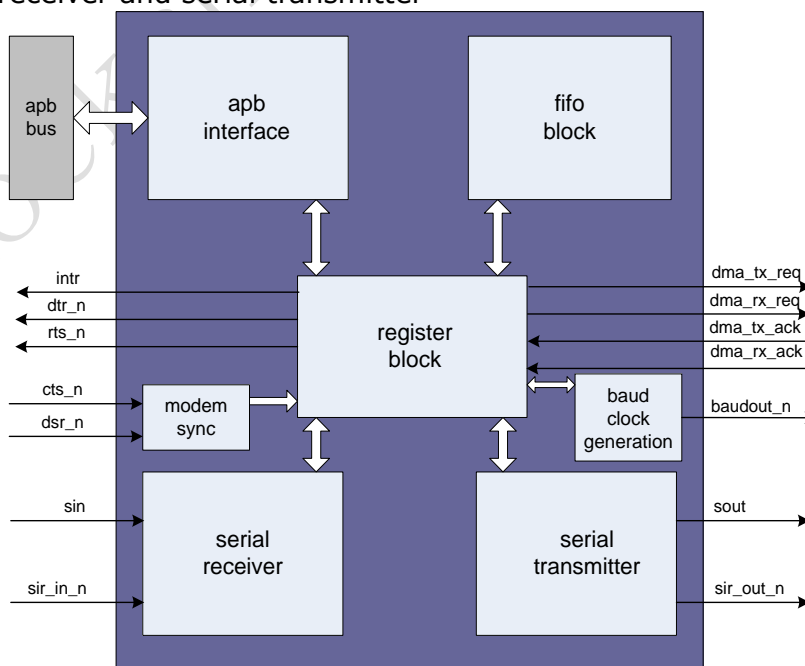 receiver and serial transmitter
apb
bus
apb
interface
fifo
block
intr
dtr_n
rts_n
register
block
dma_tx_req
dma_rx_req
dma_tx_ack
dma_rx_ack
cts_n
dsr_n
modem
sync
baud
clock
generation
baudout_n
sin
sir_in_n
serial
receiver
serial
transmitter
sout
sir_out_n